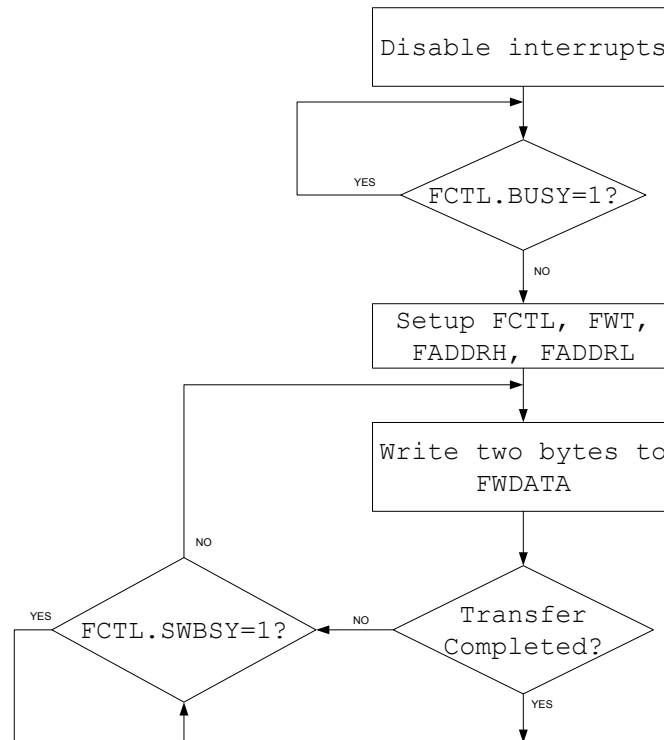 Disable interrupts
YES
FCTL.BUSY=1?
NO
Setup FCTL, FWT,
FADDRH, FADDRL
Write two bytes to
FWDATA
NO
YES
FCTL.SWBSY=1?
NO
Transfer
Completed?
YES